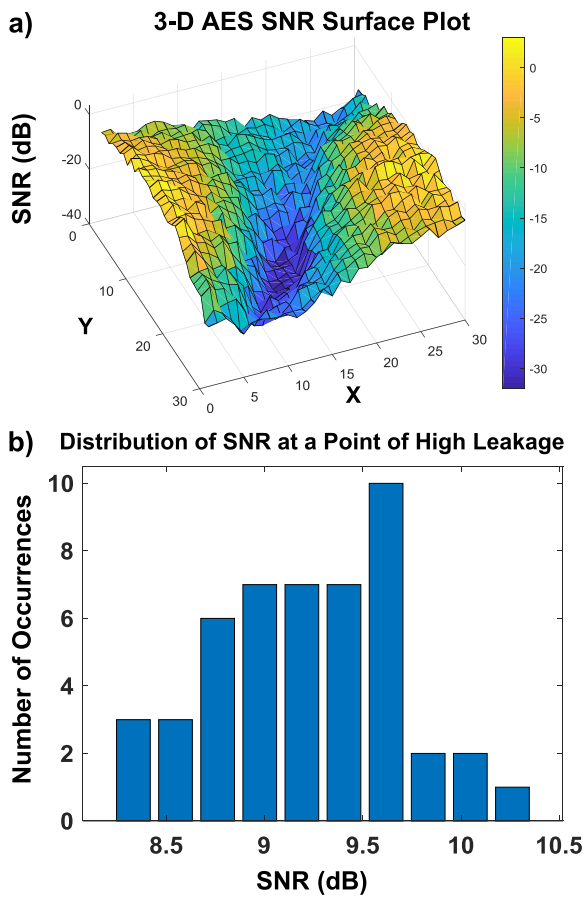 a)
3-D AES SNR Surface Plot
SNR (dB)
0
-20
-40
0
10
20
30
Y
0
5
10
15
20
25
30
X
0
-5
-10
-15
-20
-25
-30
b)
Distribution of SNR at a Point of High Leakage
Number of Occurrences
10
8
6
4
2
0
8.5 9 9.5 10 10.5
SNR (dB)